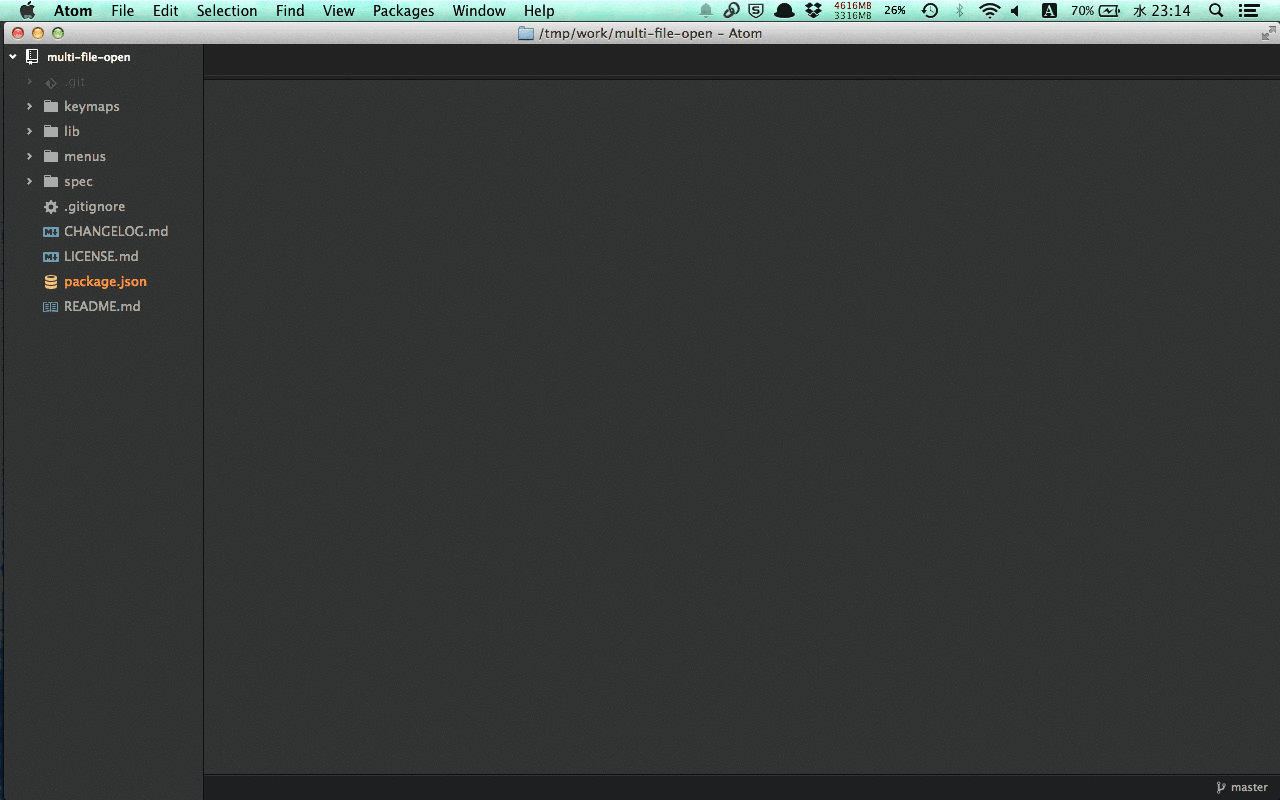 Atom File Edit Selection Find View Packages Window Help 4616MB 3316MB 26% A 70% 水 23:14
/tmp/work/multi-file-open – Atom
multi-file-open
.git
keymaps
lib
menus
spec
.gitignore
CHANGELOG.md
LICENSE.md
package.json
README.md
master